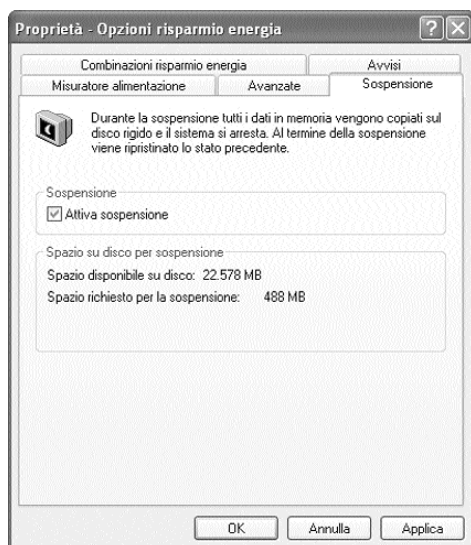 Proprietà - Opzioni risparmio energia
Combinazioni risparmio energia Avvisi
Misuratore alimentazione Avanzate Sospensione
Durante la sospensione tutti i dati in memoria vengono copiati sul
disco rigido e il sistema si arresta. Al termine della sospensione
viene ripristinato lo stato precedente.
Sospensione
Attiva sospensione
Spazio su disco per sospensione
Spazio disponibile su disco: 22.578 MB
Spazio richiesto per la sospensione: 488 MB
OK Annulla Applica